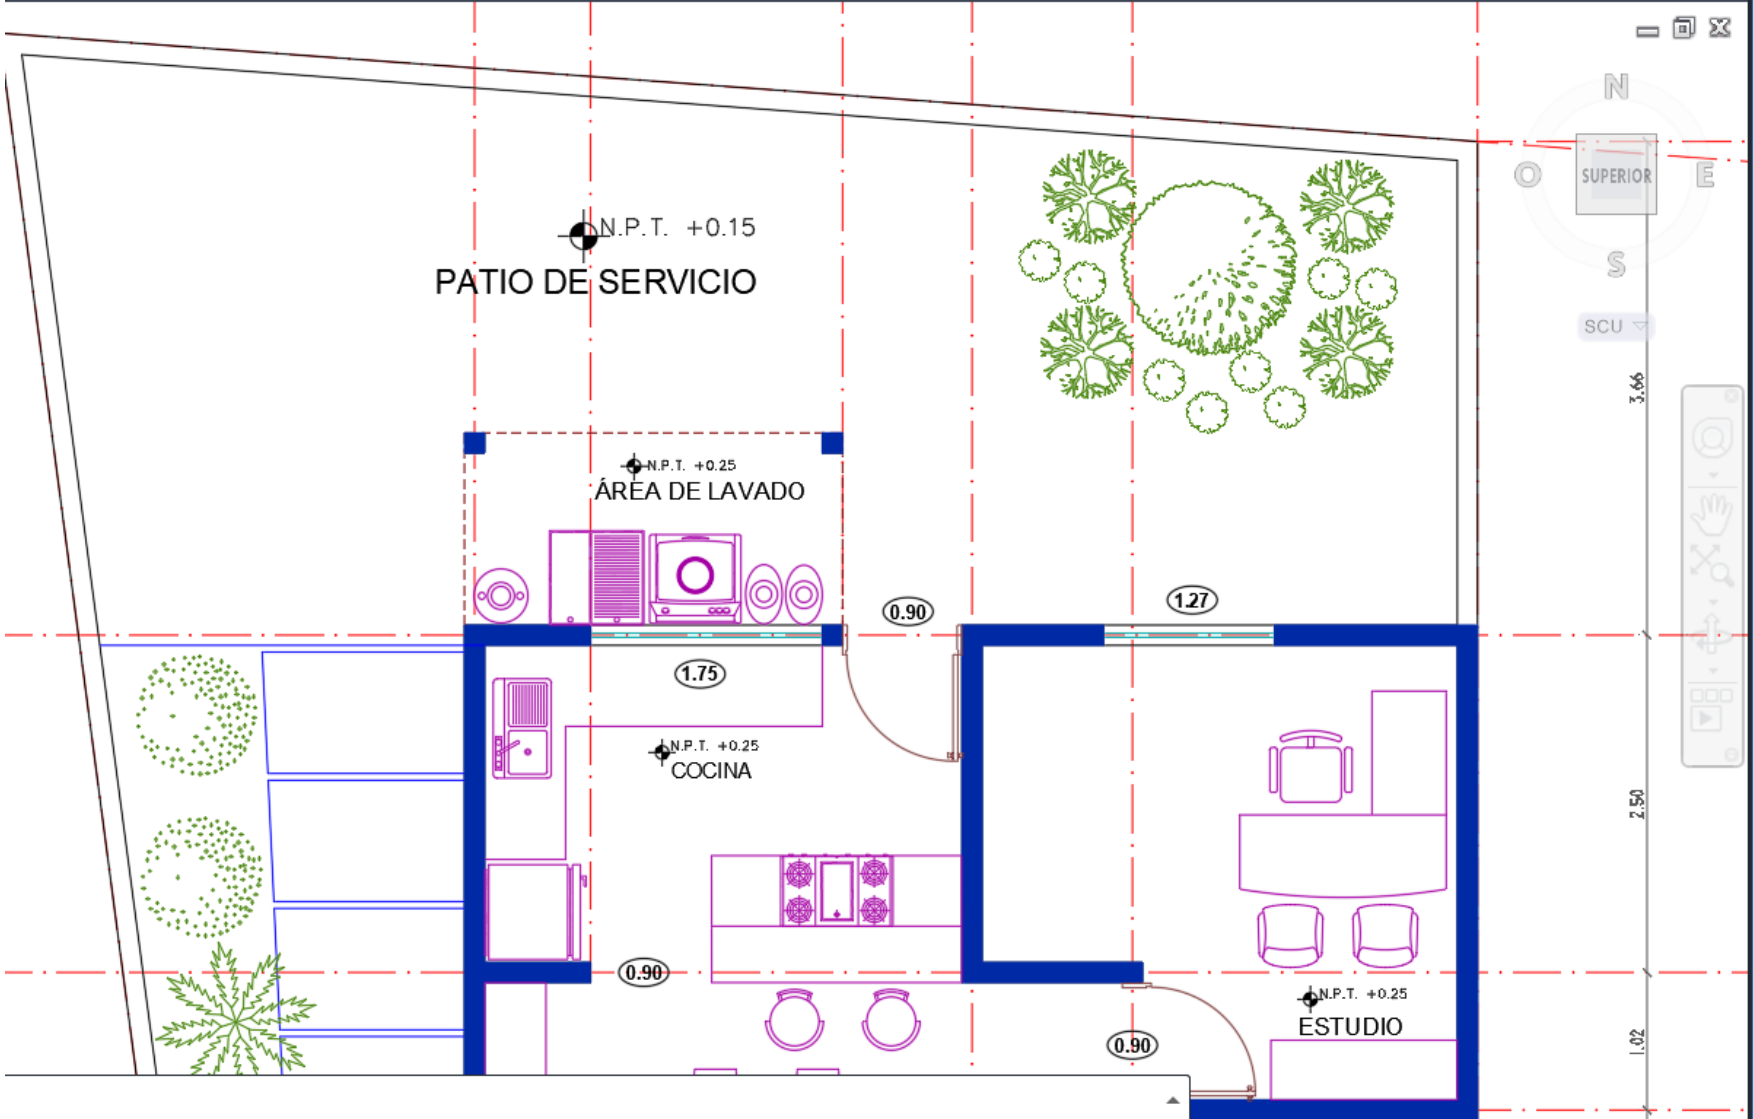 N
O
SUPERIOR
E
S
SCU
N.P.T. +0.15
PATIO DE SERVICIO
3.66
N.P.T. +0.25
ÁREA DE LAVADO
0.90
1.27
1.75
N.P.T. +0.25
COCINA
2.50
0.90
N.P.T. +0.25
ESTUDIO
0.90
1.02